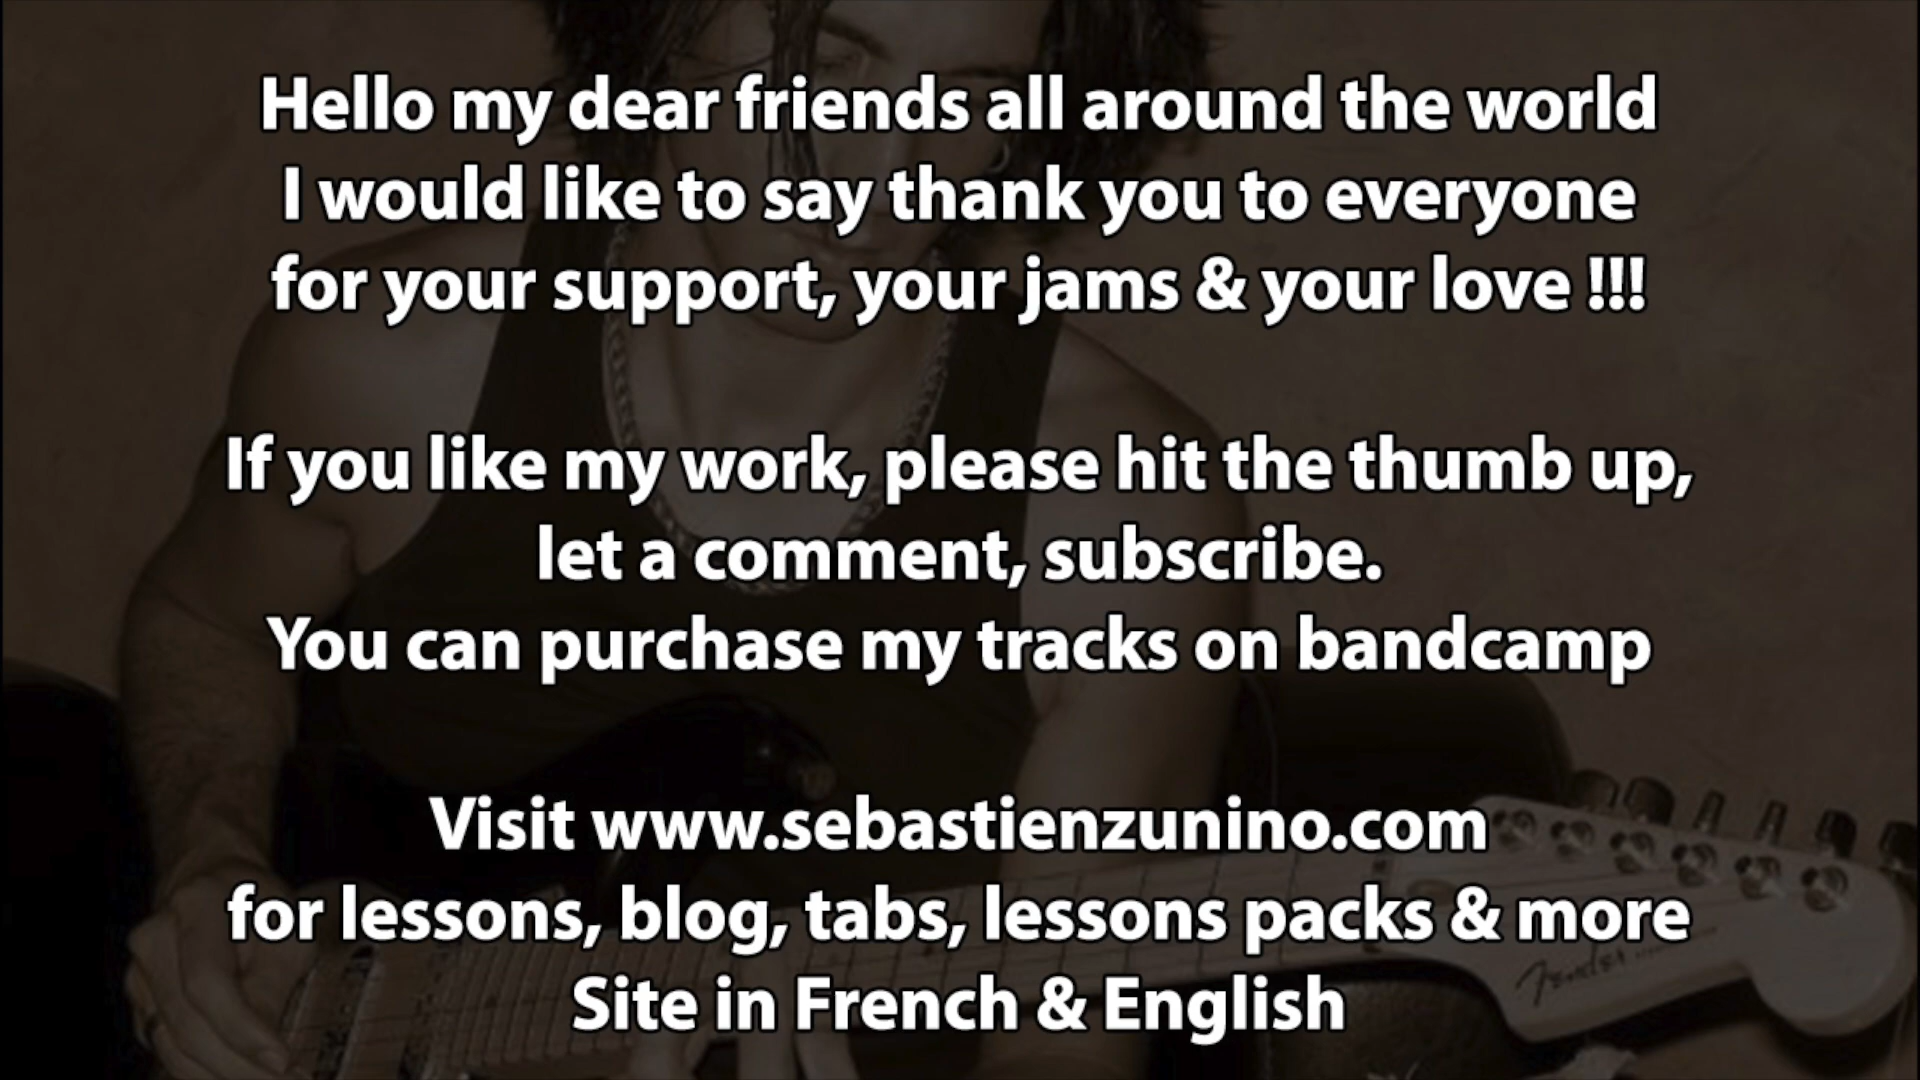 Hello my dear friends all around the world
I would like to say thank you to everyone
for your support, your jams & your love !!!
If you like my work, please hit the thumb up,
let a comment, subscribe.
You can purchase my tracks on bandcamp
Visit www.sebastienzunino.com
for lessons, blog, tabs, lessons packs & more
Site in French & English
Fender